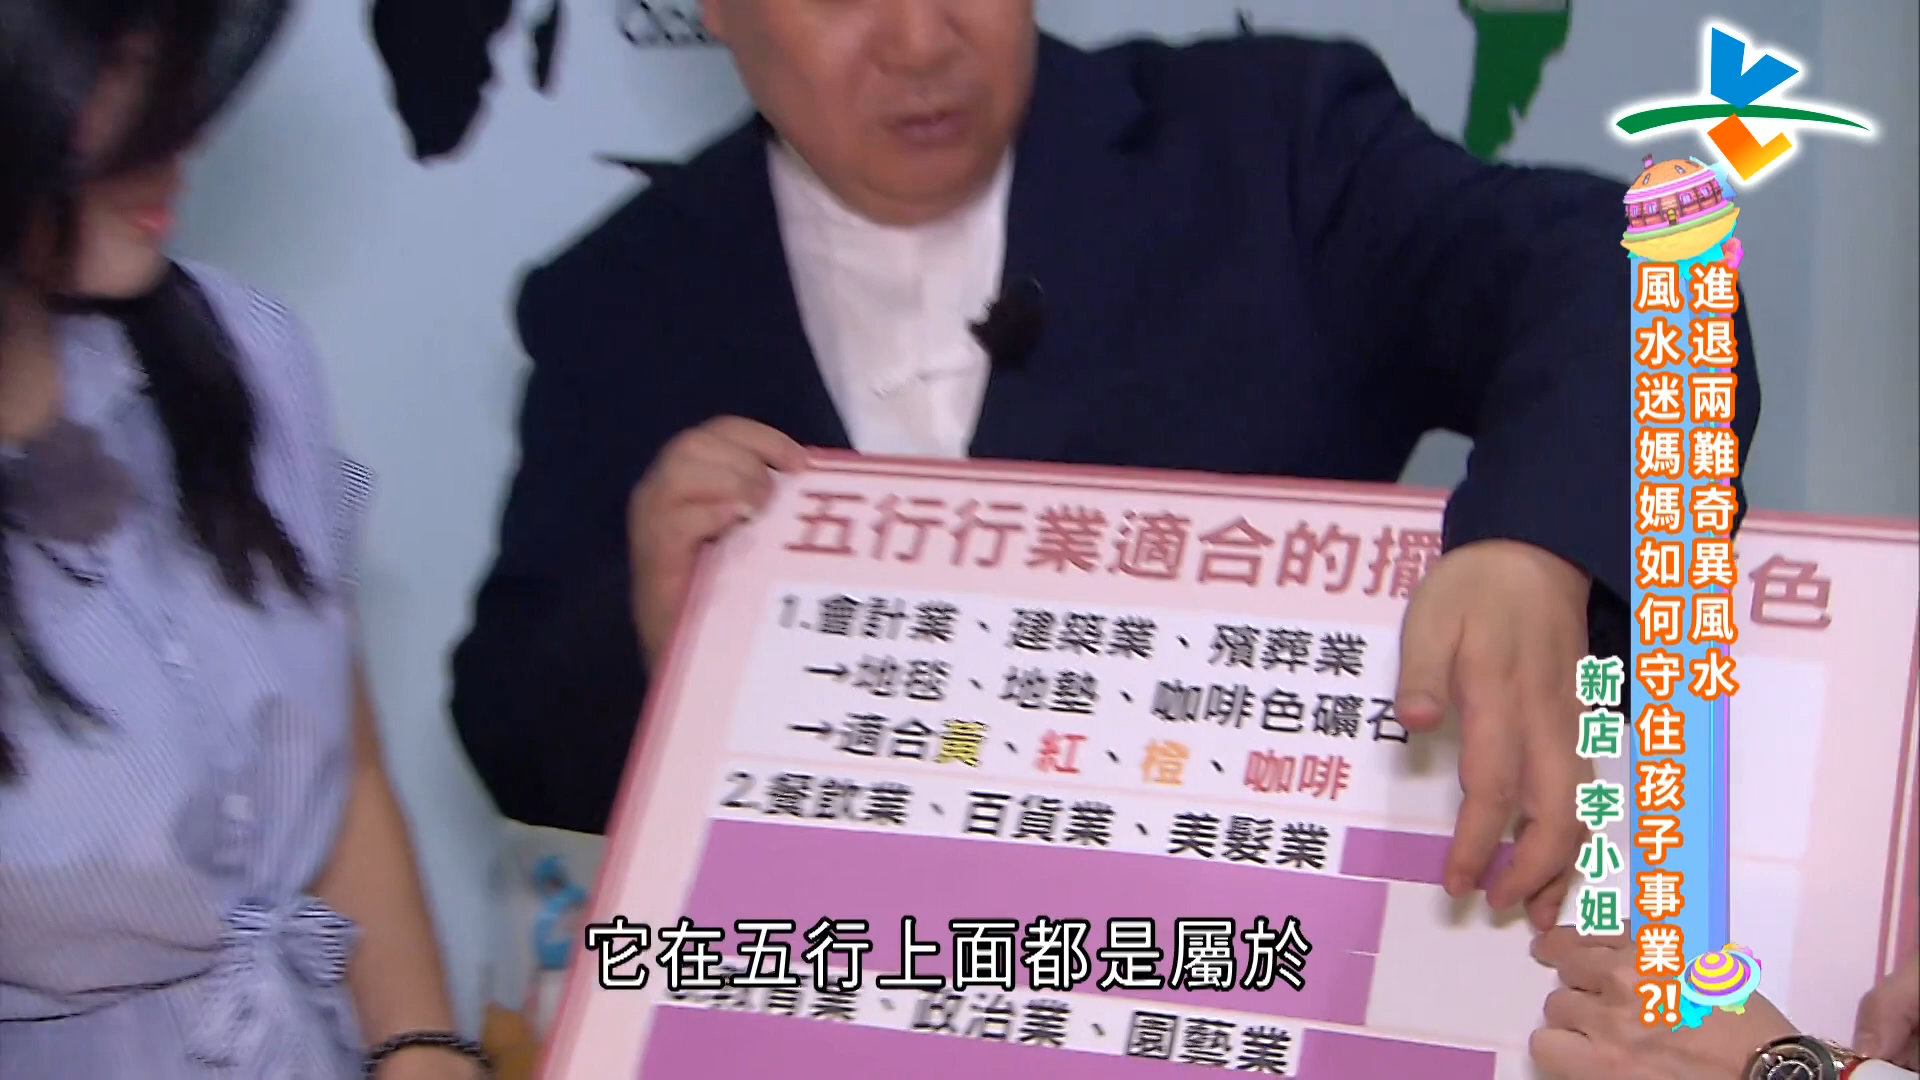 五行行業適合的擺
色
1.會計業、建築業、殯葬業
→地毯、地墊、咖啡色礦石
→適合黃、紅、橙、咖啡
2.餐飲業、百貨業、美髮業
3.教育業、政治業、園藝業
它在五行上面都是屬於
進退兩難奇異風水
風水迷媽媽如何守住孩子事業?!
新店 李小姐